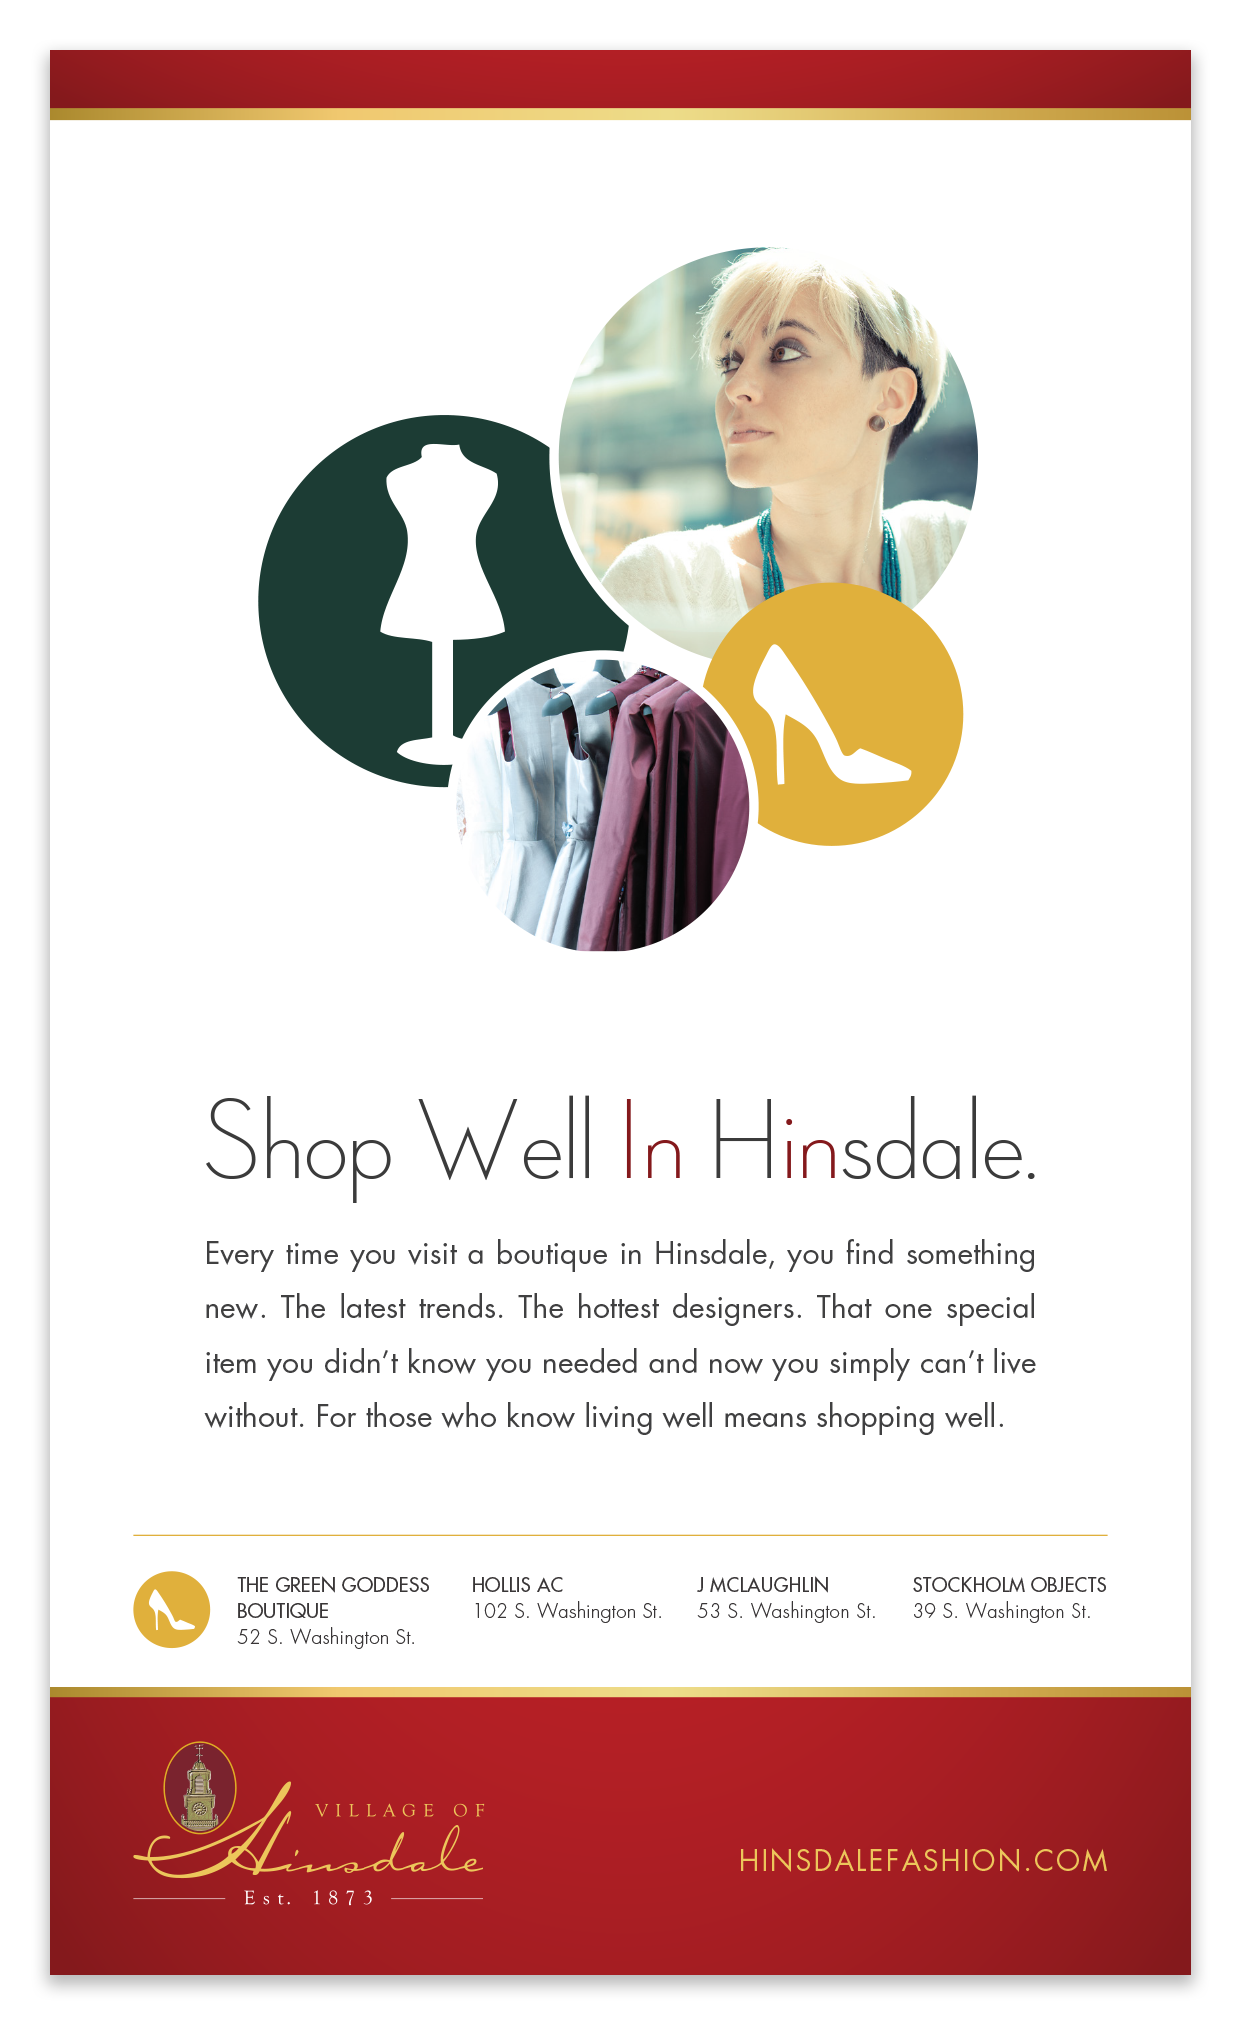 Shop Well In Hinsdale.
Every time you visit a boutique in Hinsdale, you find something
new. The latest trends. The hottest designers. That one special
item you didn’t know you needed and now you simply can’t live
without. For those who know living well means shopping well.
THE GREEN GODDESS
BOUTIQUE
52 S. Washington St.
HOLLIS AC
102 S. Washington St.
J MCLAUGHLIN
53 S. Washington St.
STOCKHOLM OBJECTS
39 S. Washington St.
VILLAGE OF
Hinsdale
Est. 1873
HINSDALEFASHION.COM